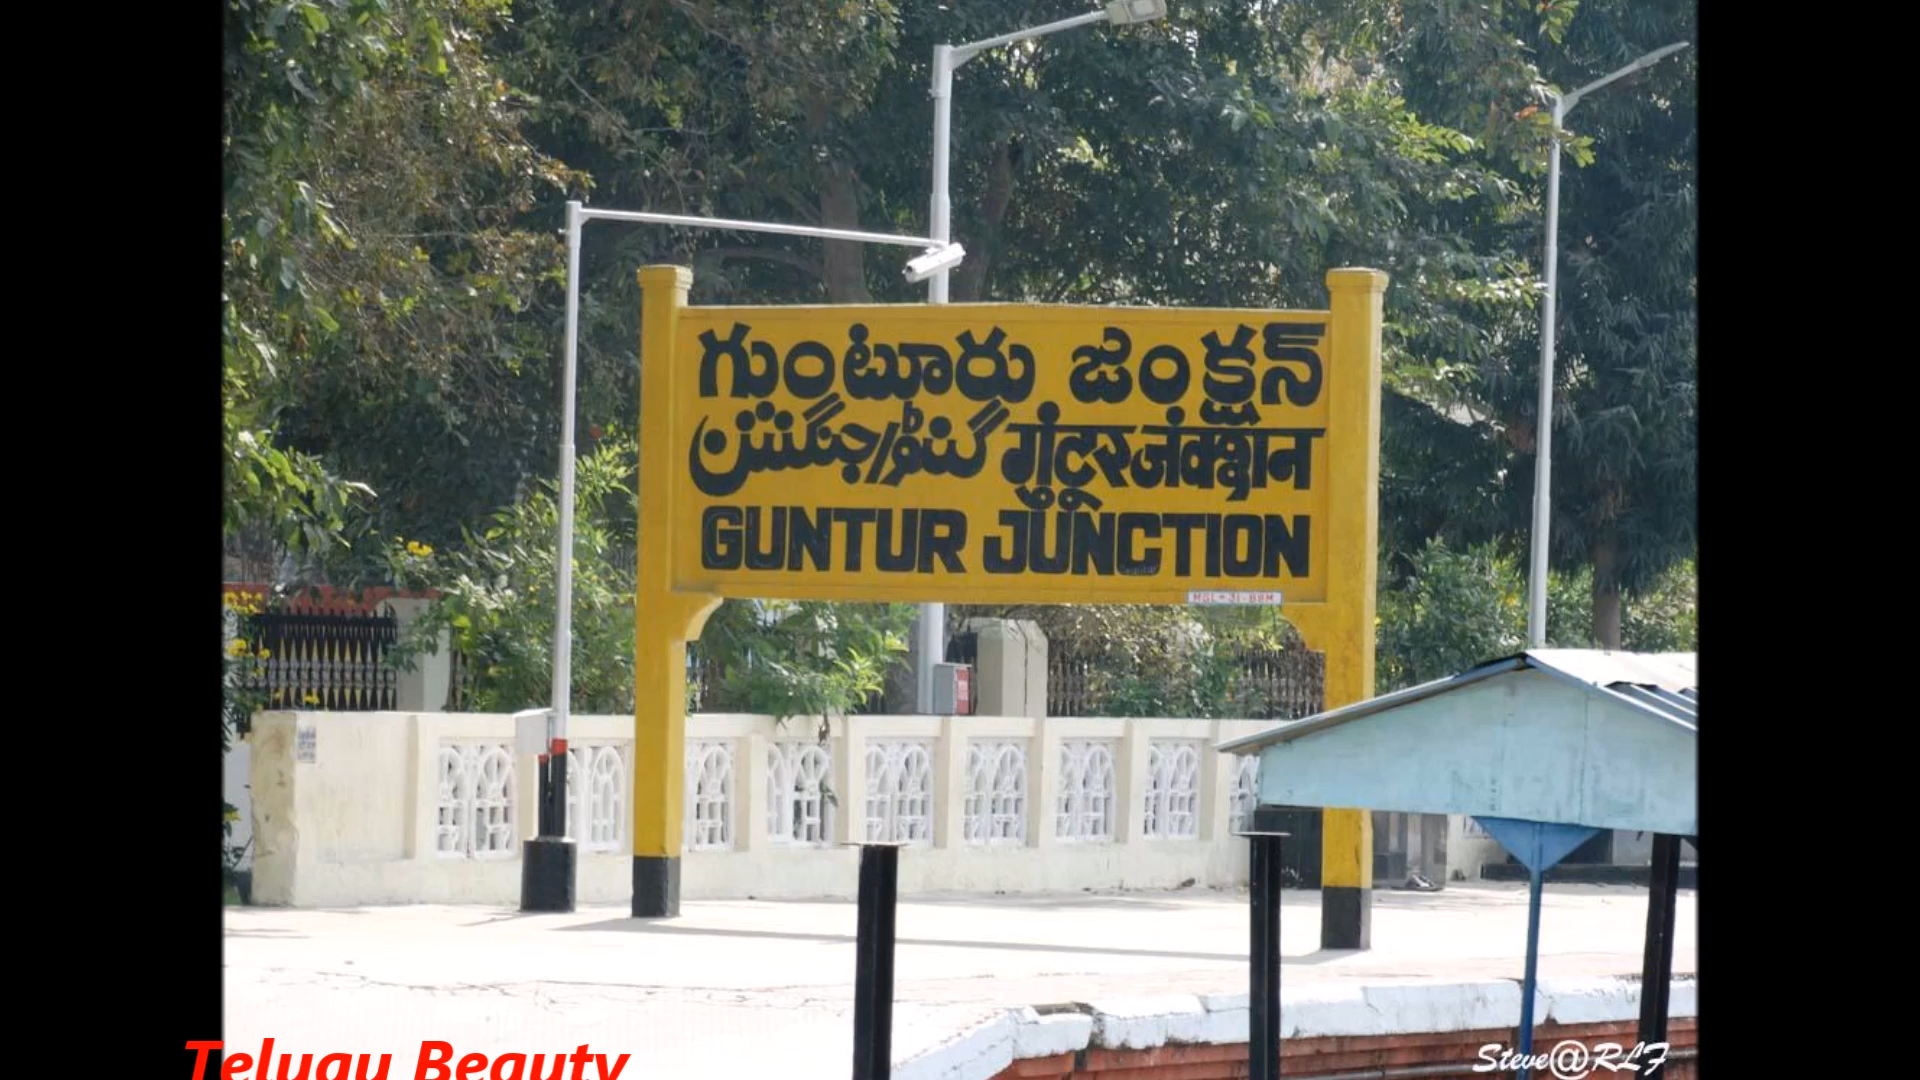 గుంటూరు జంక్షన్
گنٹور جنکشن गुंटूर जंक्शन
GUNTUR JUNCTION
Telugu Beauty
Steve@RLF